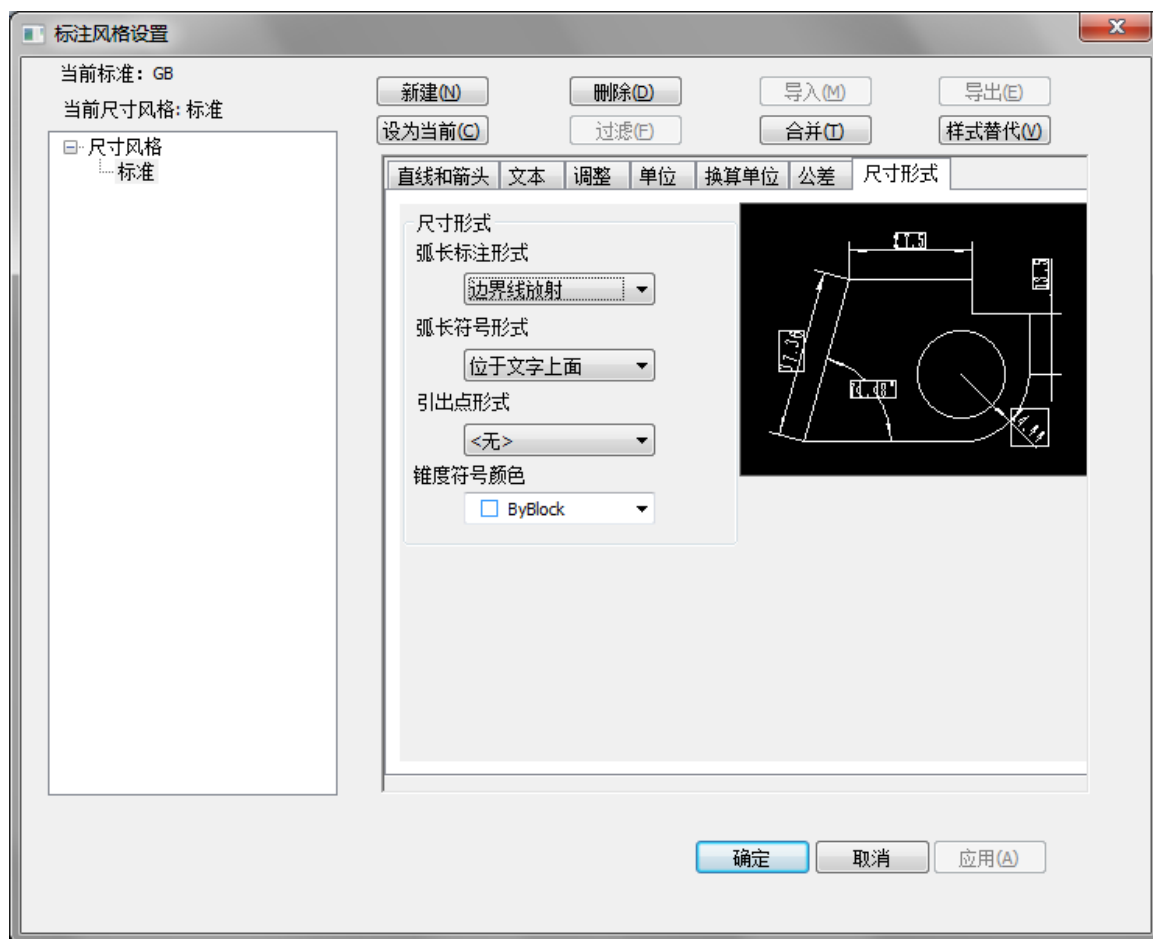 标注风格设置
当前标准：GB
当前尺寸风格: 标准
尺寸风格
标准
新建(N) 删除(D) 导入(M) 导出(E)
设为当前(C) 过滤(F) 合并(T) 样式替代(V)
直线和箭头 文本 调整 单位 换算单位 公差 尺寸形式
尺寸形式
弧长标注形式
边界线放射
弧长符号形式
位于文字上面
引出点形式
<无>
锥度符号颜色
ByBlock
确定 取消 应用(A)